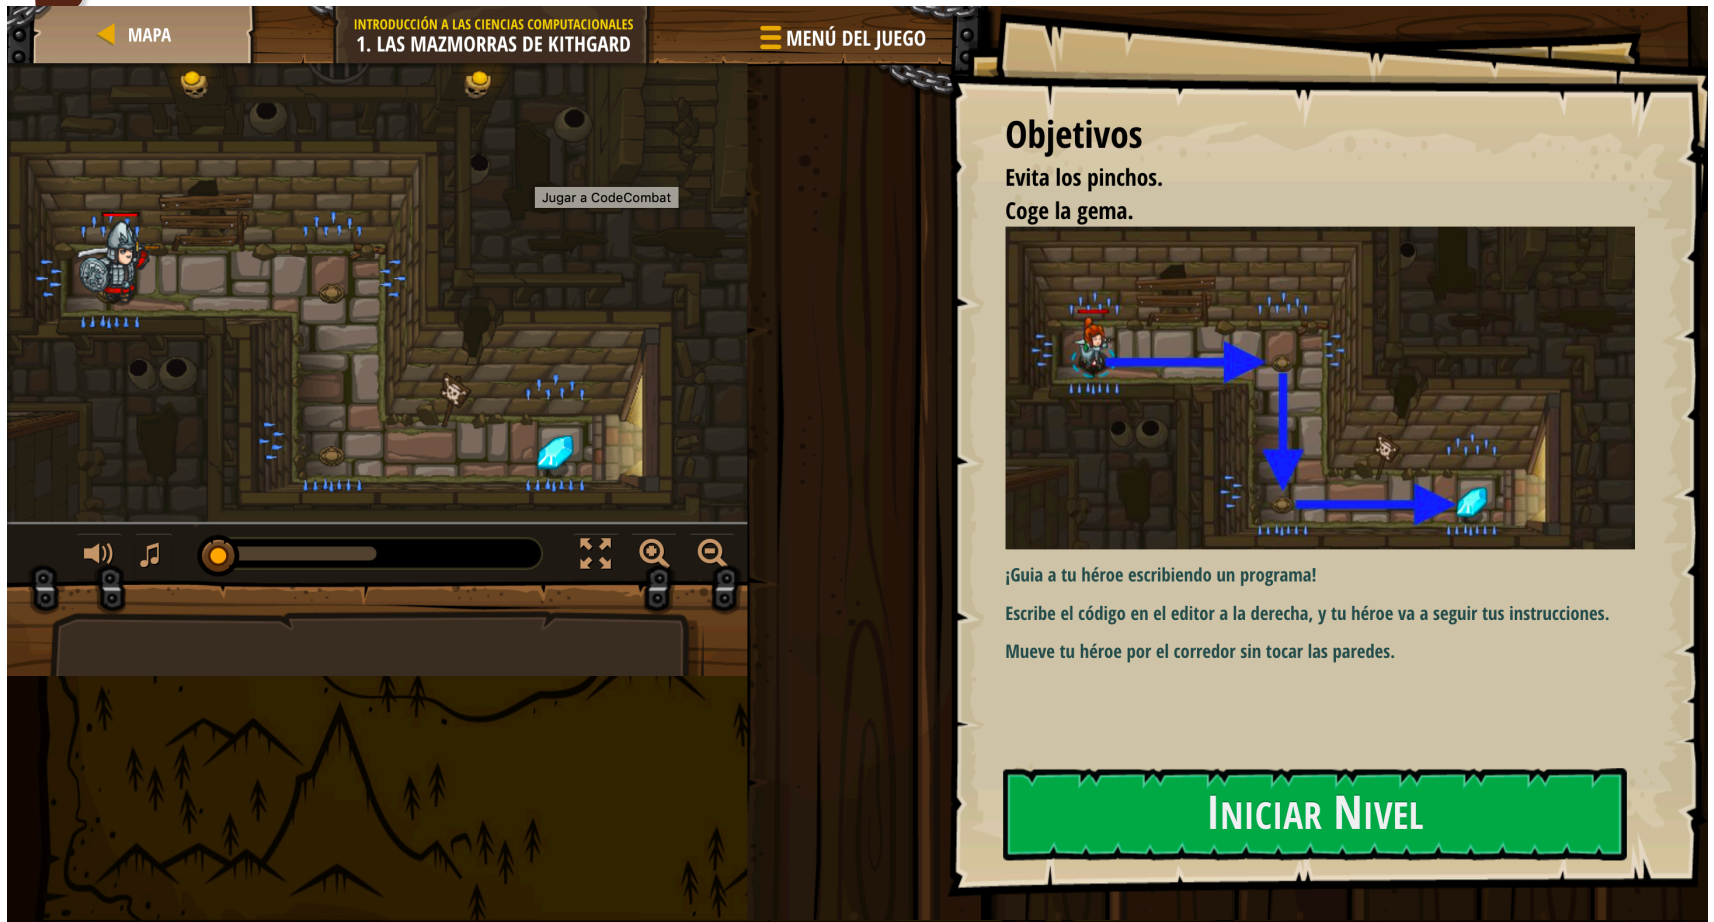 MAPA
INTRODUCCIÓN A LAS CIENCIAS COMPUTACIONALES
1. LAS MAZMORRAS DE KITHGARD
MENÚ DEL JUEGO
Jugar a CodeCombat
Objetivos
Evita los pinchos.
Coge la gema.
¡Guia a tu héroe escribiendo un programa!
Escribe el código en el editor a la derecha, y tu héroe va a seguir tus instrucciones.
Mueve tu héroe por el corredor sin tocar las paredes.
INICIAR NIVEL